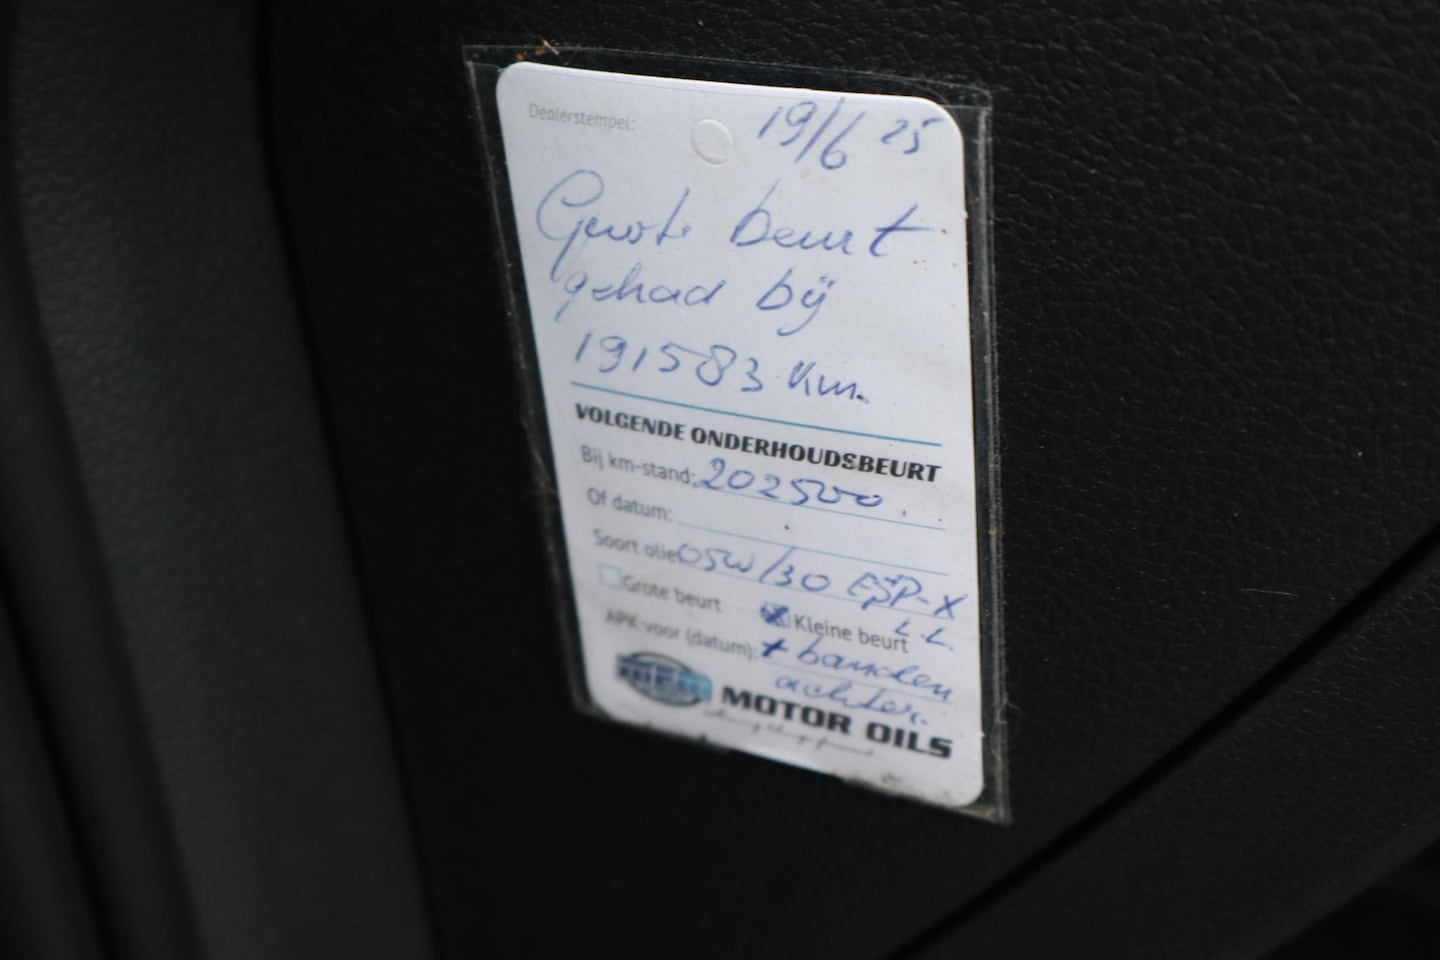 Dealerstempel: 19/6 25
Grote beurt
gehad bij
191583 Km.
VOLGENDE ONDERHOUDSBEURT
Bij km-stand: 202500
Of datum:
Soort olie 05W/30 ESP-X
Grote beurt Kleine beurt LL
APK voor (datum): + banden
achter.
MOTOR OILS